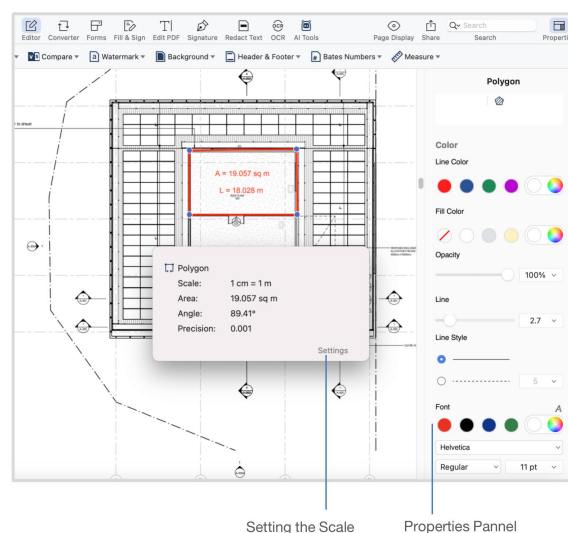 Editor Converter Forms Fill & Sign Edit PDF Signature Redact Text OCR AI Tools Page Display Share Search
Search
Properti
Compare Watermark Background Header & Footer Bates Numbers Measure
Polygon
Color
Line Color
Fill Color
Opacity
100%
Line
2.7
Line Style
5
Font
A
Helvetica
Regular 11 pt
A = 19.057 sq m
L = 18.028 m
Polygon
Scale: 1 cm = 1 m
Area: 19.057 sq m
Angle: 89.41°
Precision: 0.001
Settings
Setting the Scale
Properties Pannel